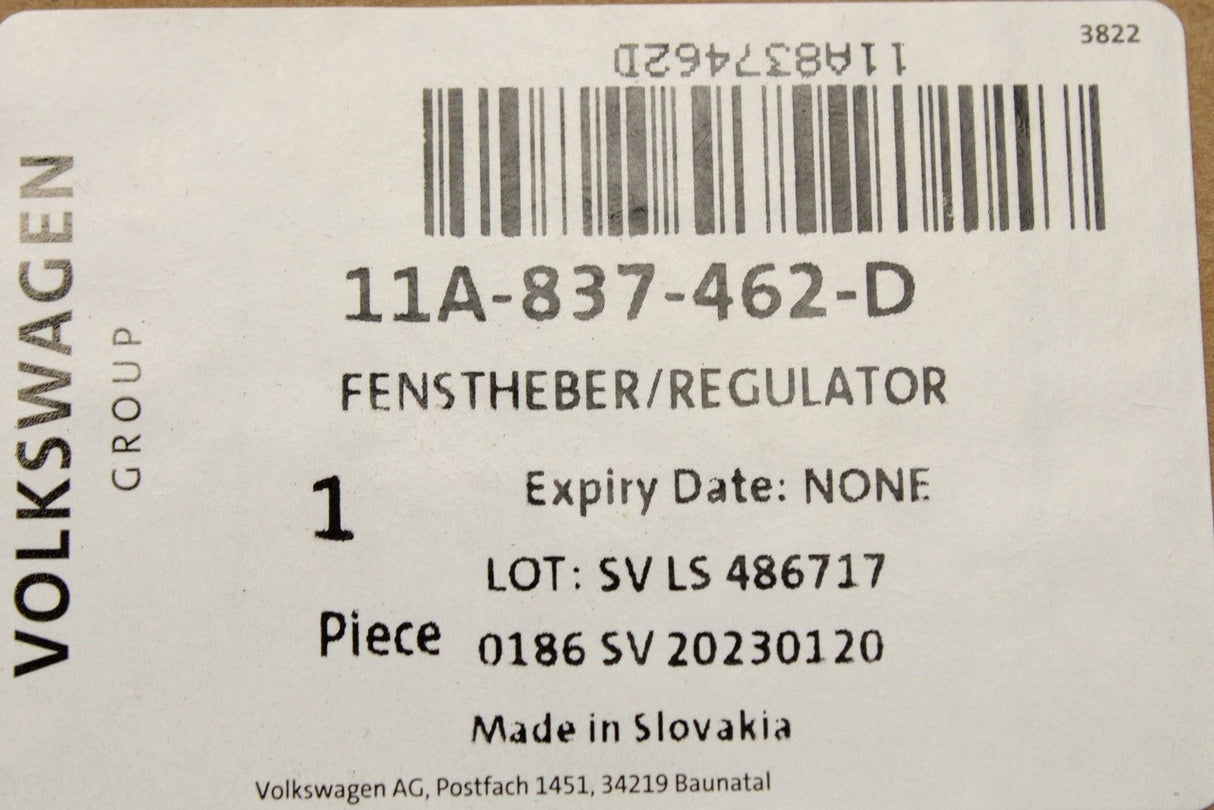 3822
11A837462D
11A-837-462-D
FENSTHEBER/REGULATOR
1
Expiry Date: NONE
LOT: SV LS 486717
Piece
0186 SV 20230120
Made in Slovakia
Volkswagen AG, Postfach 1451, 34219 Baunatal
VOLKSWAGEN
GROUP